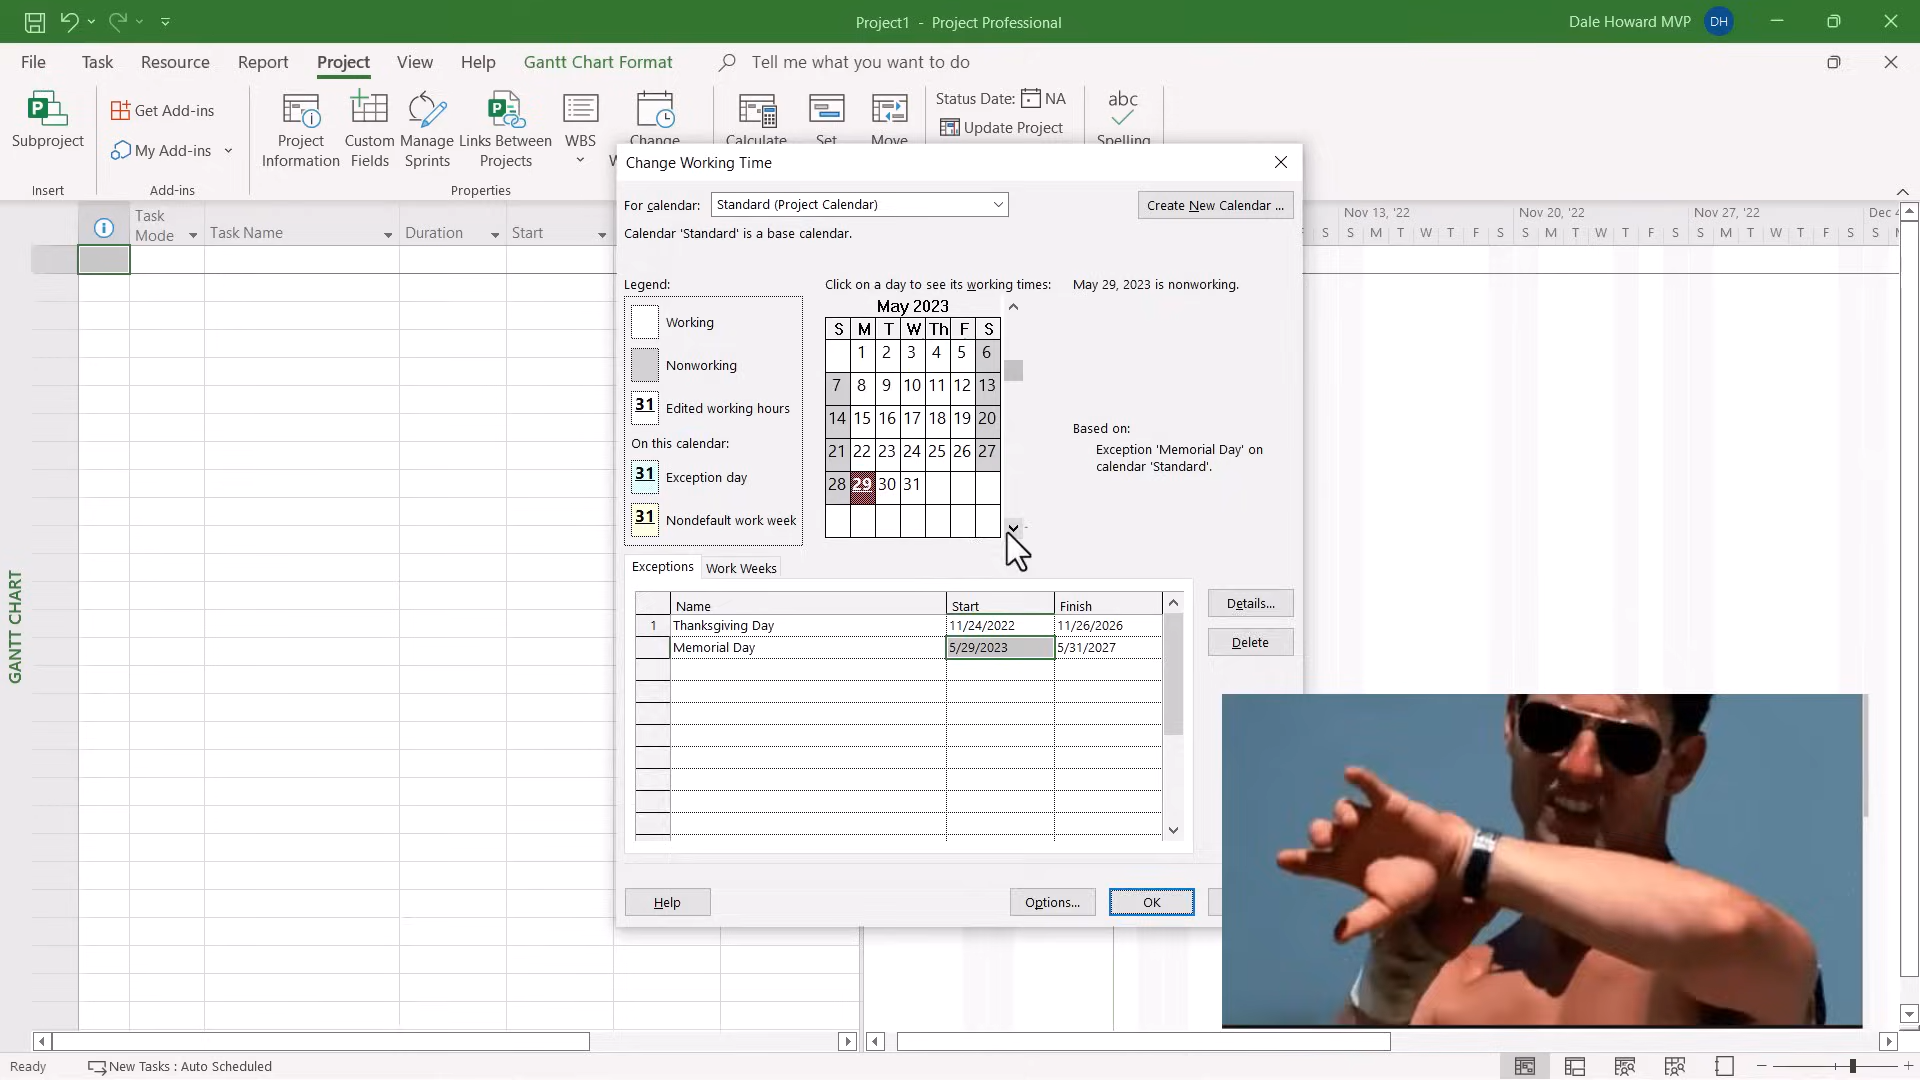 Project1 - Project Professional
Dale Howard MVP DH
File Task Resource Report Project View Help Gantt Chart Format Tell me what you want to do
Subproject
Insert
Get Add-ins
My Add-ins
Add-ins
Project Information
Custom Fields
Manage Sprints
Links Between Projects
WBS
Change
Properties
Calculate
Set
Move
Status Date: NA
Update Project
abc
Spelling
Change Working Time
For calendar: Standard (Project Calendar) Create New Calendar ...
Calendar 'Standard' is a base calendar.
Legend:
Working
Nonworking
31 Edited working hours
On this calendar:
31 Exception day
31 Nondefault work week
Click on a day to see its working times:
May 2023
S M T W Th F S
1 2 3 4 5 6
7 8 9 10 11 12 13
14 15 16 17 18 19 20
21 22 23 24 25 26 27
28 29 30 31
May 29, 2023 is nonworking.
Based on:
Exception 'Memorial Day' on
calendar 'Standard'.
Exceptions Work Weeks
Name Start Finish
1 Thanksgiving Day 11/24/2022 11/26/2026
Memorial Day 5/29/2023 5/31/2027
Details...
Delete
Help Options... OK
Task Mode
Task Name
Duration
Start
Nov 13, '22 Nov 20, '22 Nov 27, '22 Dec 4
S S M T W T F S S M T W T F S S M T W T F S S
GANTT CHART
Ready New Tasks : Auto Scheduled